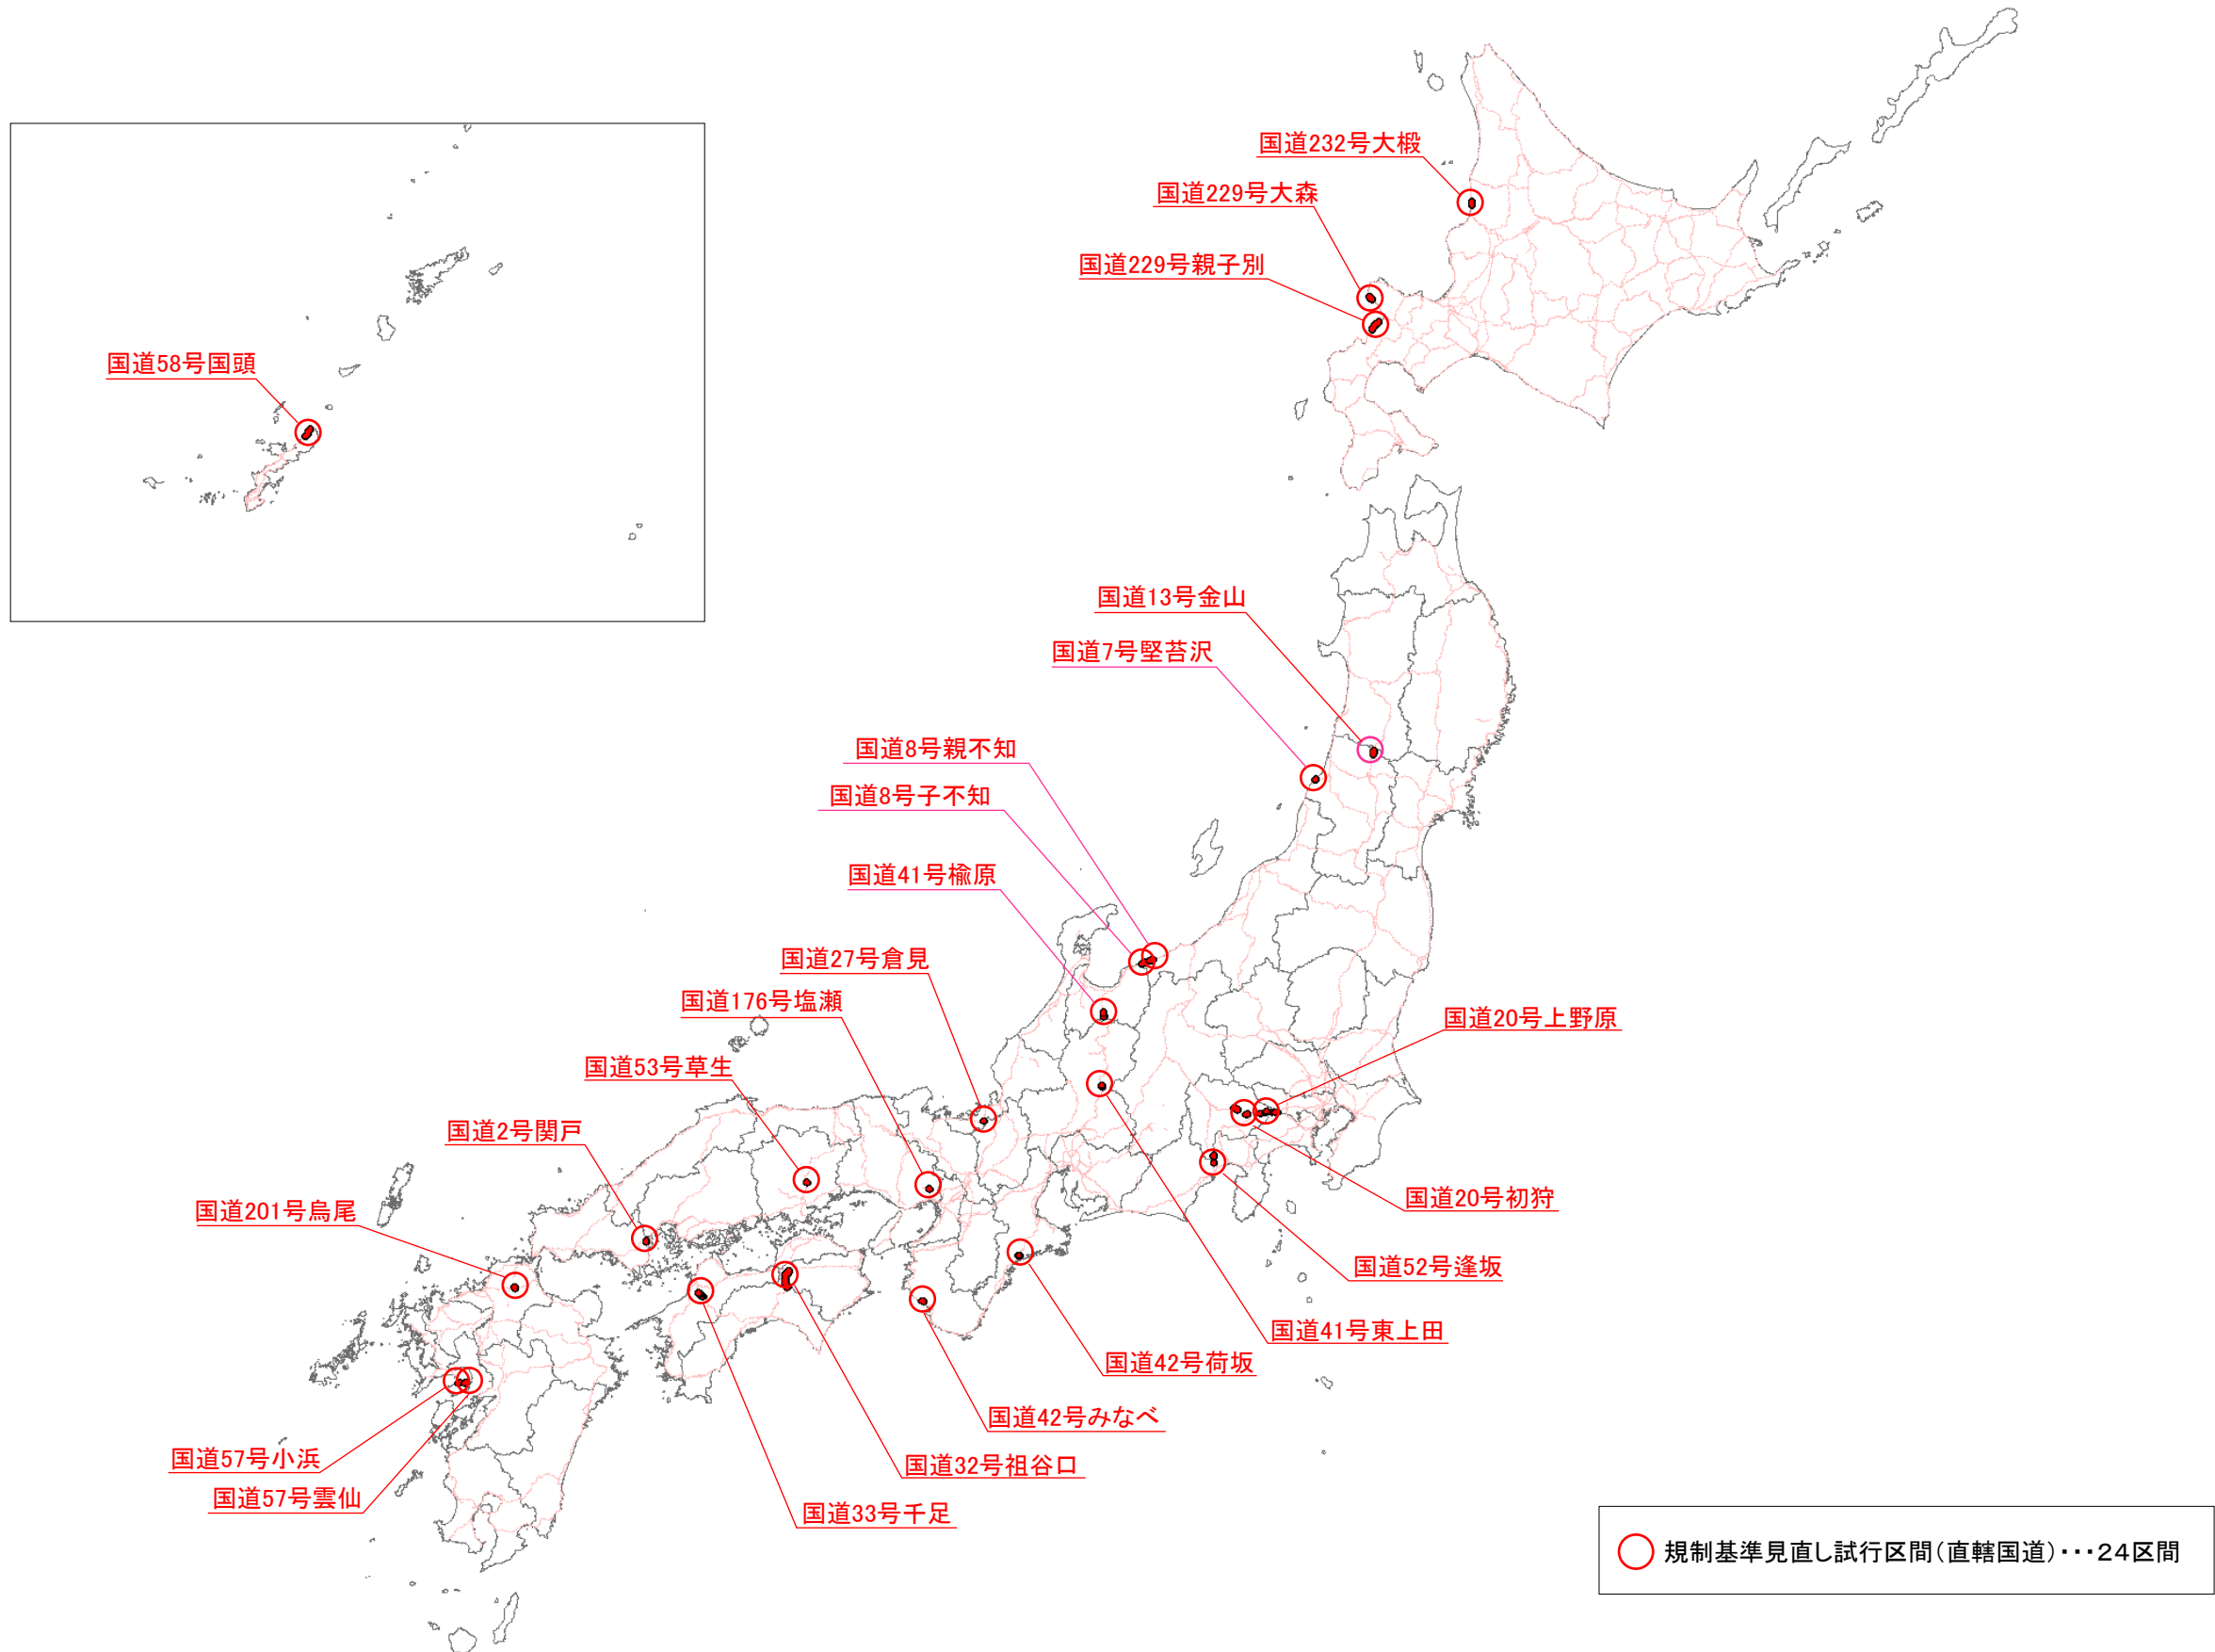 国道232号大椴
国道229号大森
国道229号親子別
国道58号国頭
国道13号金山
国道7号堅苔沢
国道8号親不知
国道8号子不知
国道41号楡原
国道27号倉見
国道176号塩瀬
国道20号上野原
国道53号草生
国道2号関戸
国道20号初狩
国道201号烏尾
国道52号逢坂
国道41号東上田
国道42号荷坂
国道42号みなべ
国道57号小浜
国道32号祖谷口
国道57号雲仙
国道33号千足
規制基準見直し試行区間（直轄国道）・・・２４区間